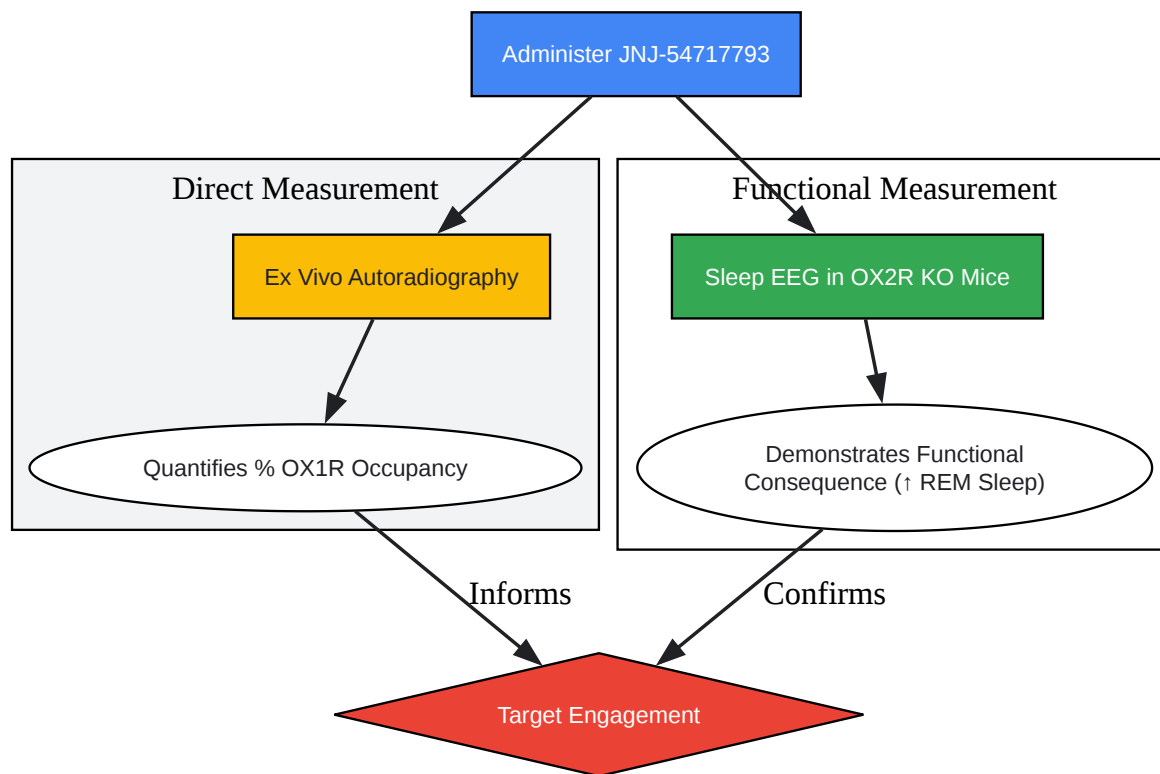 Administer JNJ-54717793
Direct Measurement
Functional Measurement
Ex Vivo Autoradiography
Sleep EEG in OX2R KO Mice
Quantifies % OX1R Occupancy
Demonstrates Functional
Consequence (↑ REM Sleep)
Informs
Confirms
Target Engagement